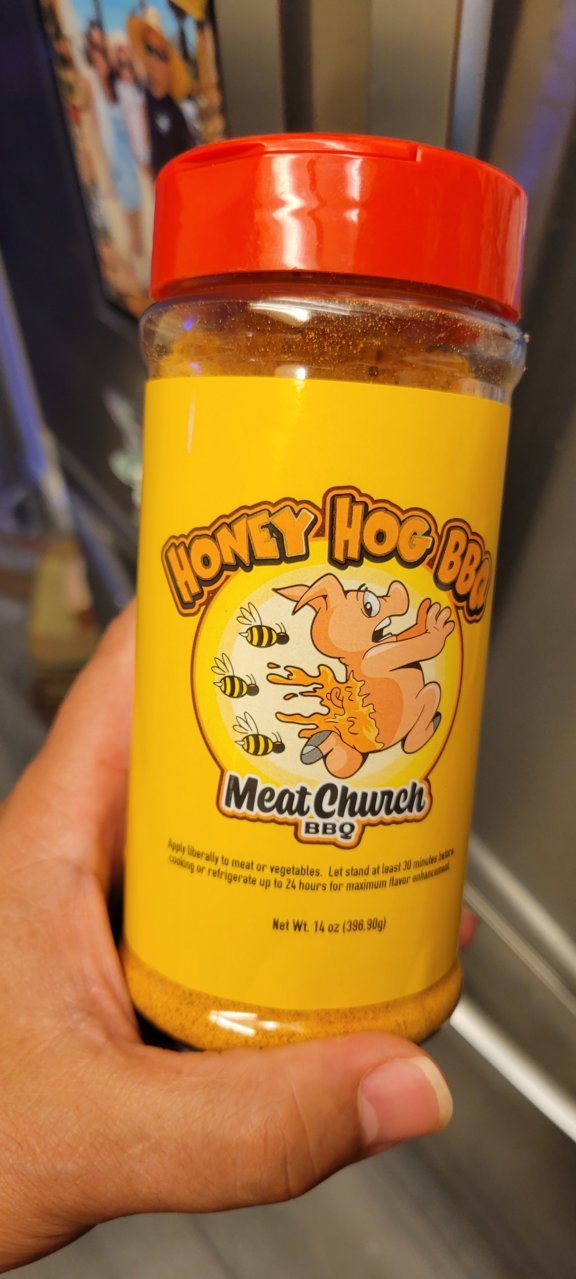 HONEY HOG BBQ
Meat Church
BBQ
Apply liberally to meat or vegetables. Let stand at least 30 minutes before
cooking or refrigerate up to 24 hours for maximum flavor enhancement.
Net Wt. 14 oz (396.90g)